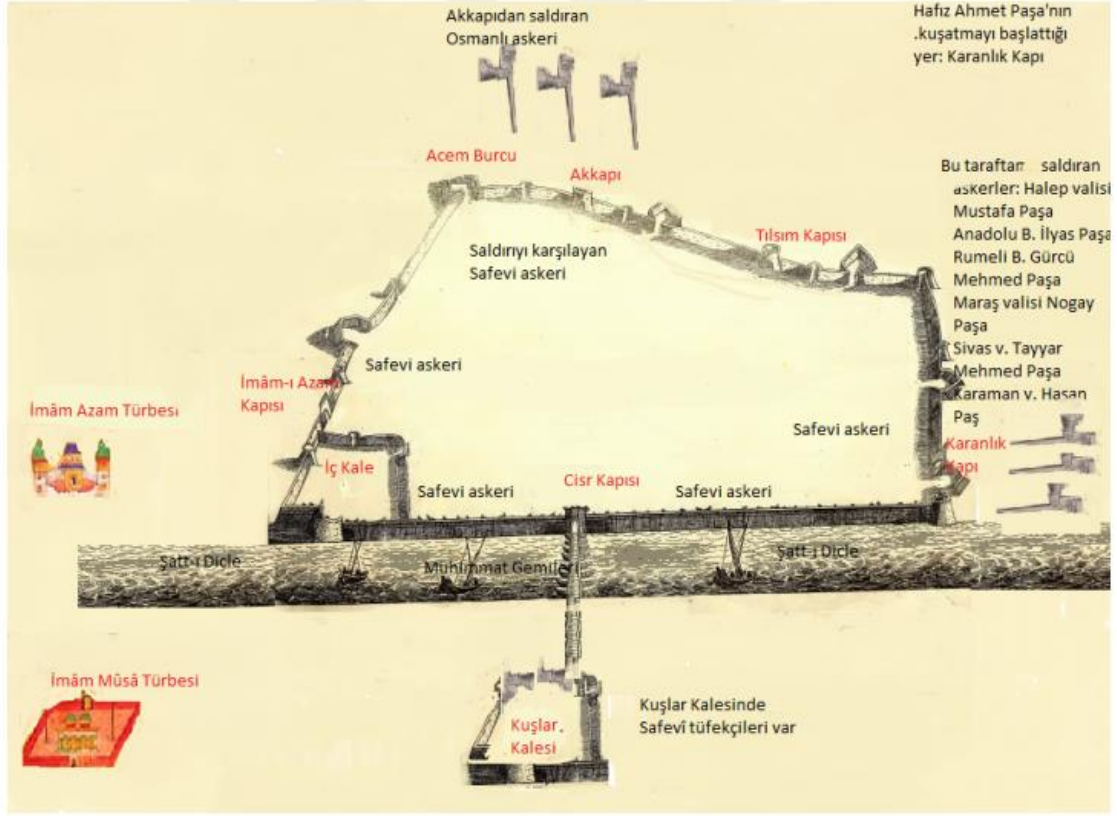 Akkapıdan saldıran
Osmanlı askeri
Hafız Ahmet Paşa'nın
.kuşatmayı başlattığı
yer: Karanlık Kapı
Acem Burcu
Akkapı
Tılsım Kapısı
Bu taraftan saldıran
askerler: Halep valisi
Mustafa Paşa
Anadolu B. İlyas Paşa
Rumeli B. Gürcü
Mehmed Paşa
Maraş valisi Nogay
Paşa
Sivas v. Tayyar
Mehmed Paşa
Karaman v. Hasan
Paş
Saldırıyı karşılayan
Safevi askeri
Safevi askeri
İmâm-ı Azam
Kapısı
İmâm Azam Türbesi
Safevi askeri
Karanlık
Kapı
İç Kale
Safevi askeri
Cisr Kapısı
Safevi askeri
Şatt-ı Dicle
Mühimmat Gemileri
Şatt-ı Dicle
İmâm Mûsâ Türbesi
Kuşlar.
Kalesi
Kuşlar Kalesinde
Safevî tüfekçileri var